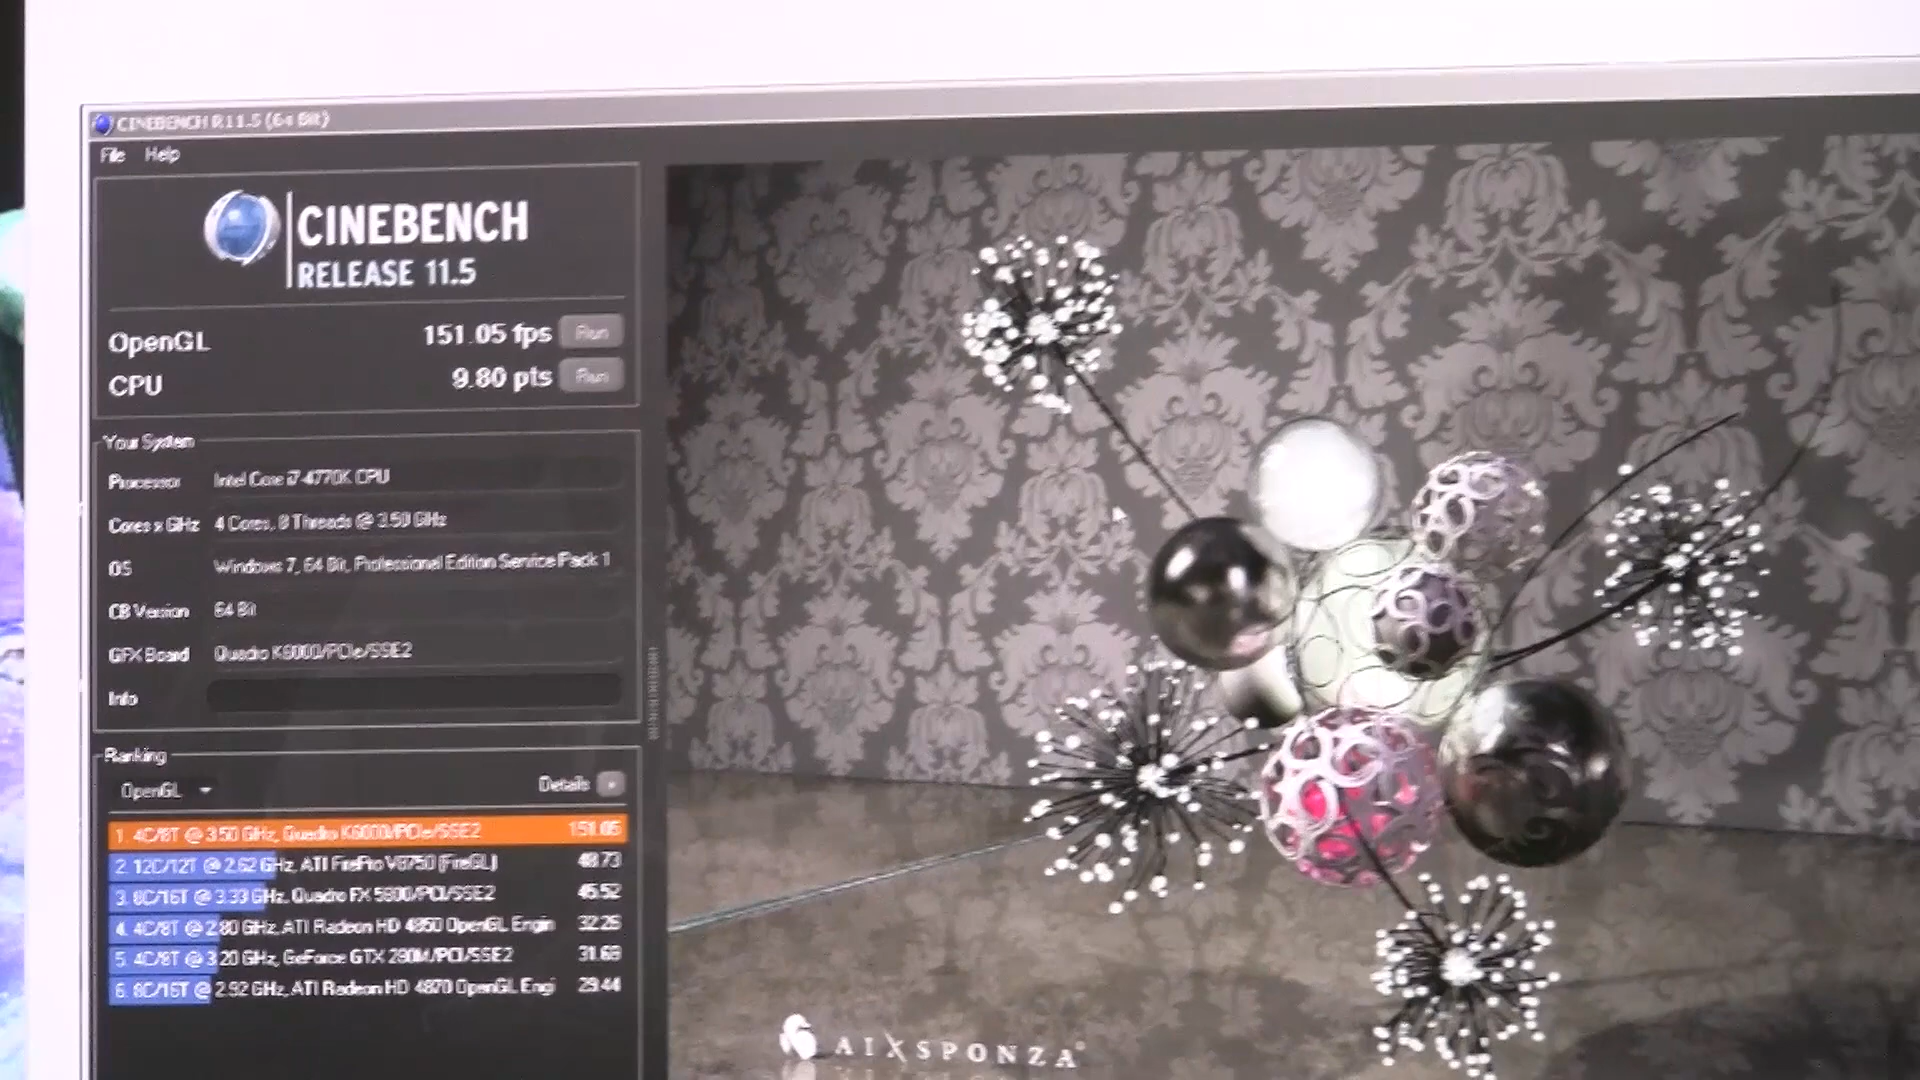 CINEBENCH R11.5 (64 Bit)
File Help
CINEBENCH
RELEASE 11.5
OpenGL 151.05 fps Run
CPU 9.80 pts Run
Your System
Processor Intel Core i7-4770K CPU
Cores x GHz 4 Cores, 8 Threads @ 3.50 GHz
OS Windows 7, 64 Bit, Professional Edition Service Pack 1
CB Version 64 Bit
GFX Board Quadro K6000/PCIe/SSE2
Info
Ranking
OpenGL Details
1. 4C/8T @ 3.50 GHz, Quadro K6000/PCIe/SSE2 151.05
2. 12C/12T @ 2.62 GHz, ATI FirePro V8750 (FireGL) 48.73
3. 8C/16T @ 3.33 GHz, Quadro FX 5800/PCI/SSE2 45.52
4. 4C/8T @ 2.80 GHz, ATI Radeon HD 4850 OpenGL Engin 32.26
5. 4C/8T @ 3.20 GHz, GeForce GTX 280M/PCI/SSE2 31.69
6. 8C/16T @ 2.92 GHz, ATI Radeon HD 4870 OpenGL Engi 29.44
AIXSPONZA